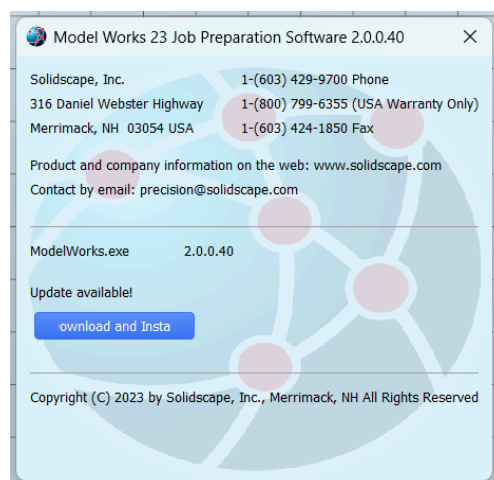 Model Works 23 Job Preparation Software 2.0.0.40
Solidscape, Inc. 1-(603) 429-9700 Phone
316 Daniel Webster Highway 1-(800) 799-6355 (USA Warranty Only)
Merrimack, NH 03054 USA 1-(603) 424-1850 Fax
Product and company information on the web: www.solidscape.com
Contact by email: precision@solidscape.com
ModelWorks.exe 2.0.0.40
Update available!
ownload and Insta
Copyright (C) 2023 by Solidscape, Inc., Merrimack, NH All Rights Reserved